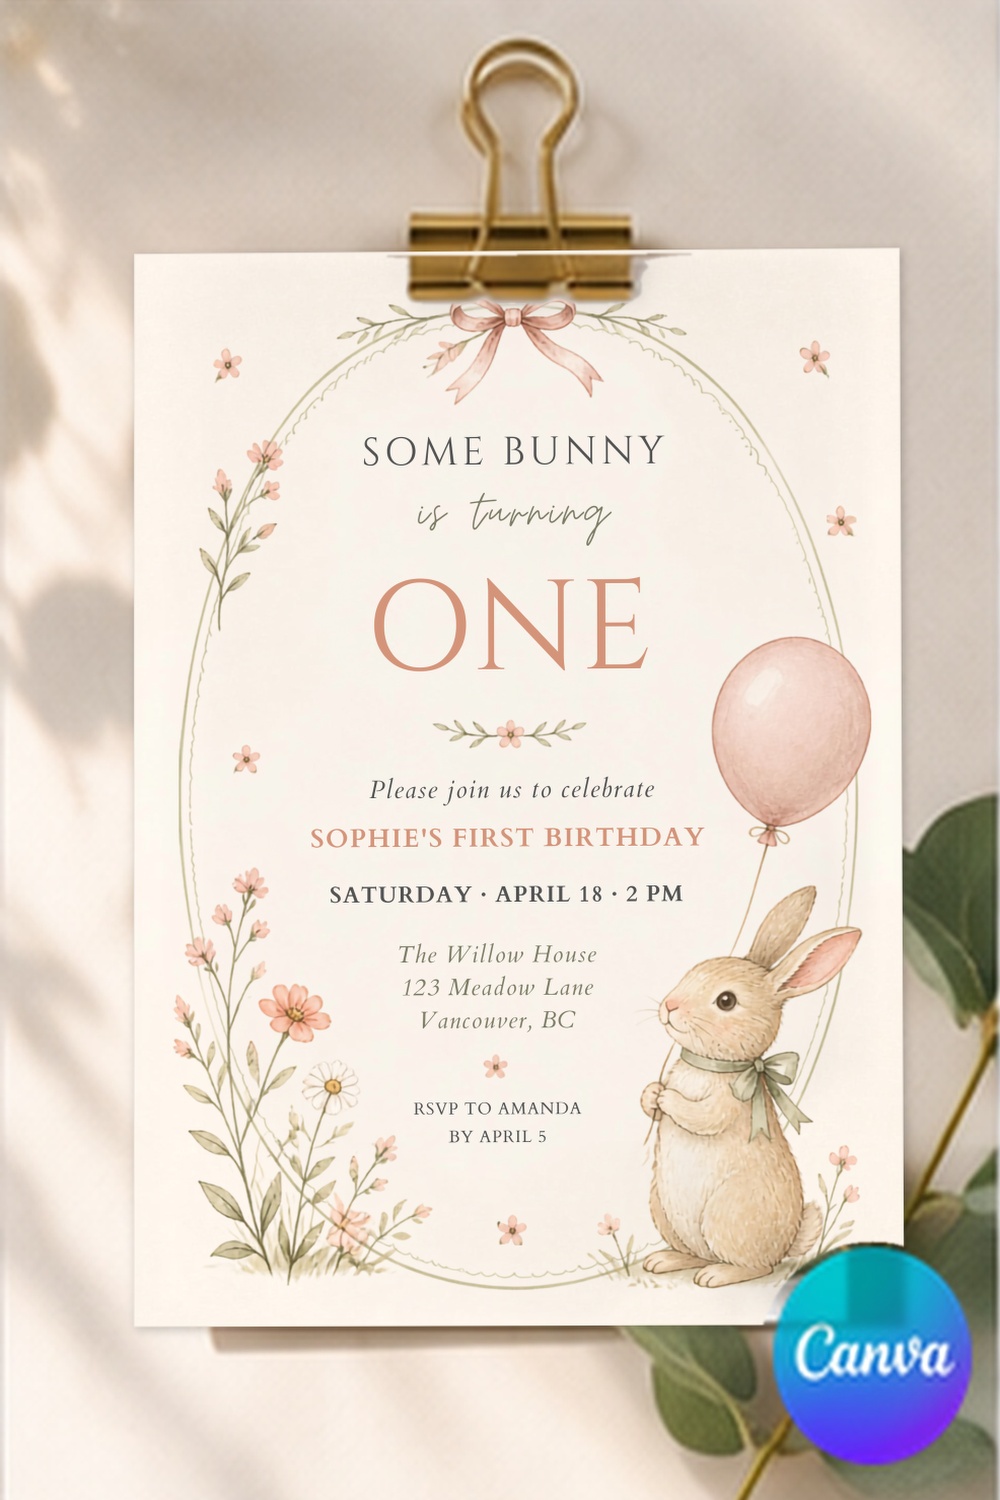 SOME BUNNY
is turning
ONE
Please join us to celebrate
SOPHIE'S FIRST BIRTHDAY
SATURDAY · APRIL 18 · 2 PM
The Willow House
123 Meadow Lane
Vancouver, BC
RSVP TO AMANDA
BY APRIL 5
Canva